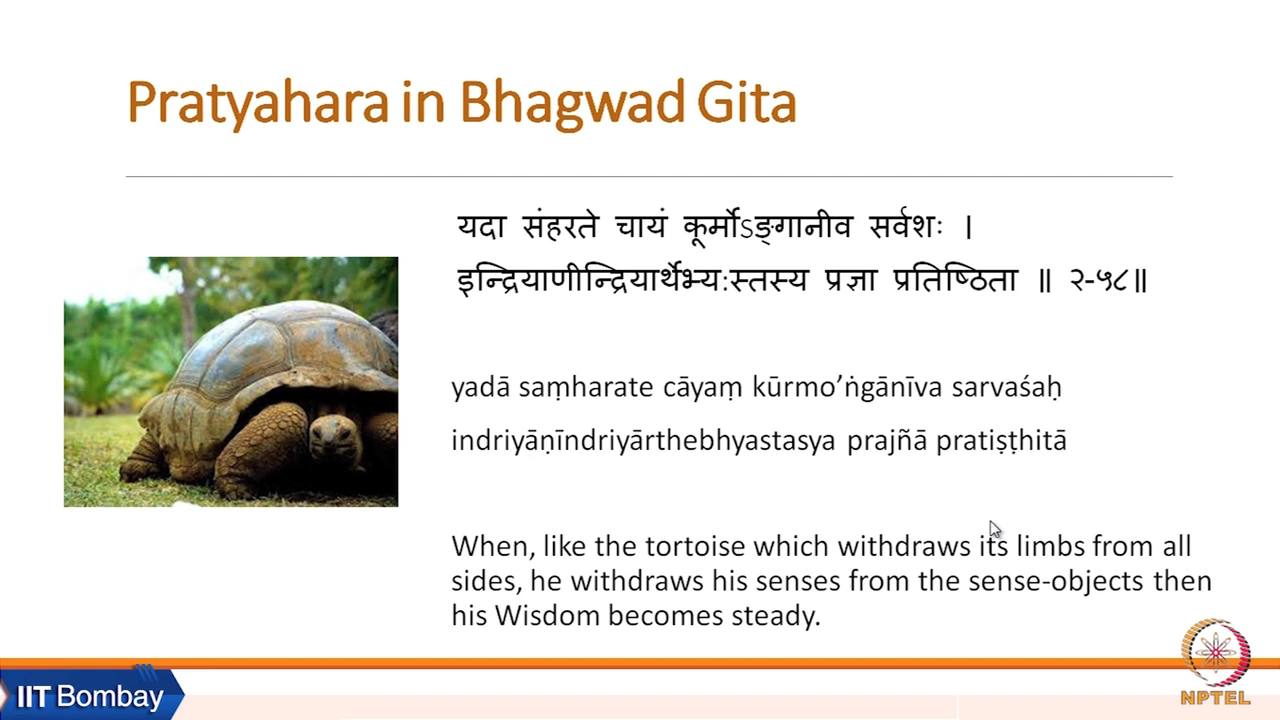 Pratyahara in Bhagwad Gita
यदा संहरते चायं कूर्मोऽङ्गानीव सर्वशः ।
इन्द्रियाणीन्द्रियार्थेभ्यःस्तस्य प्रज्ञा प्रतिष्ठिता ॥ २-५८॥
yadā saṃharate cāyaṃ kūrmo’ṅgānīva sarvaśaḥ
indriyāṇīndriyārthebhyastasya prajñā pratiṣṭhitā
When, like the tortoise which withdraws its limbs from all
sides, he withdraws his senses from the sense-objects then
his Wisdom becomes steady.
IIT Bombay
NPTEL